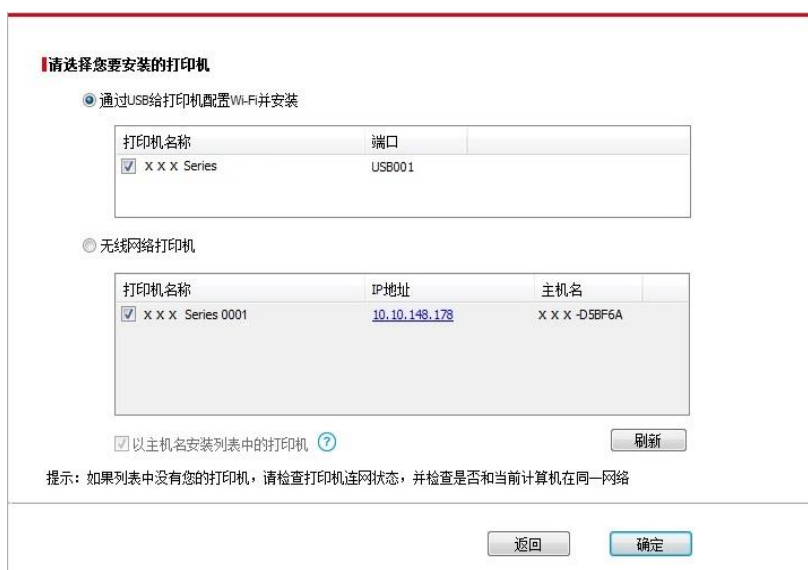 请选择您要安装的打印机
通过USB给打印机配置Wi-Fi并安装
打印机名称 端口
X X X Series USB001
无线网络打印机
打印机名称 IP地址 主机名
X X X Series 0001 10.10.148.178 X X X -D5BF6A
以主机名安装列表中的打印机 ?
刷新
提示：如果列表中没有您的打印机，请检查打印机连网状态，并检查是否和当前计算机在同一网络
返回 确定